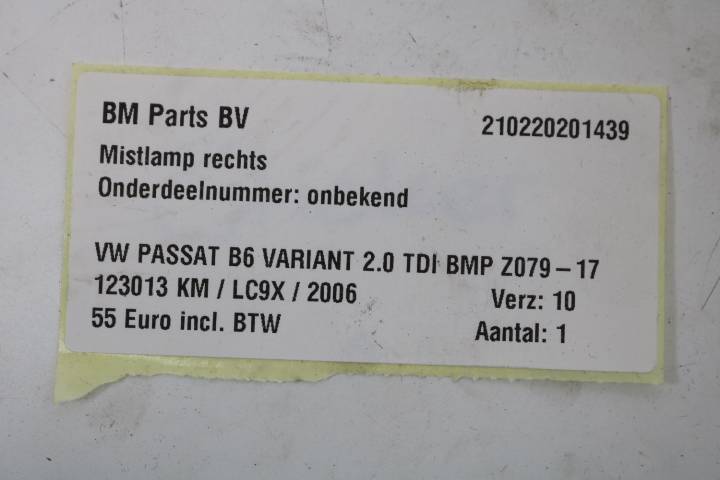 BM Parts BV 210220201439
Mistlamp rechts
Onderdeelnummer: onbekend
VW PASSAT B6 VARIANT 2.0 TDI BMP Z079-17
123013 KM / LC9X / 2006 Verz: 10
55 Euro incl. BTW Aantal: 1